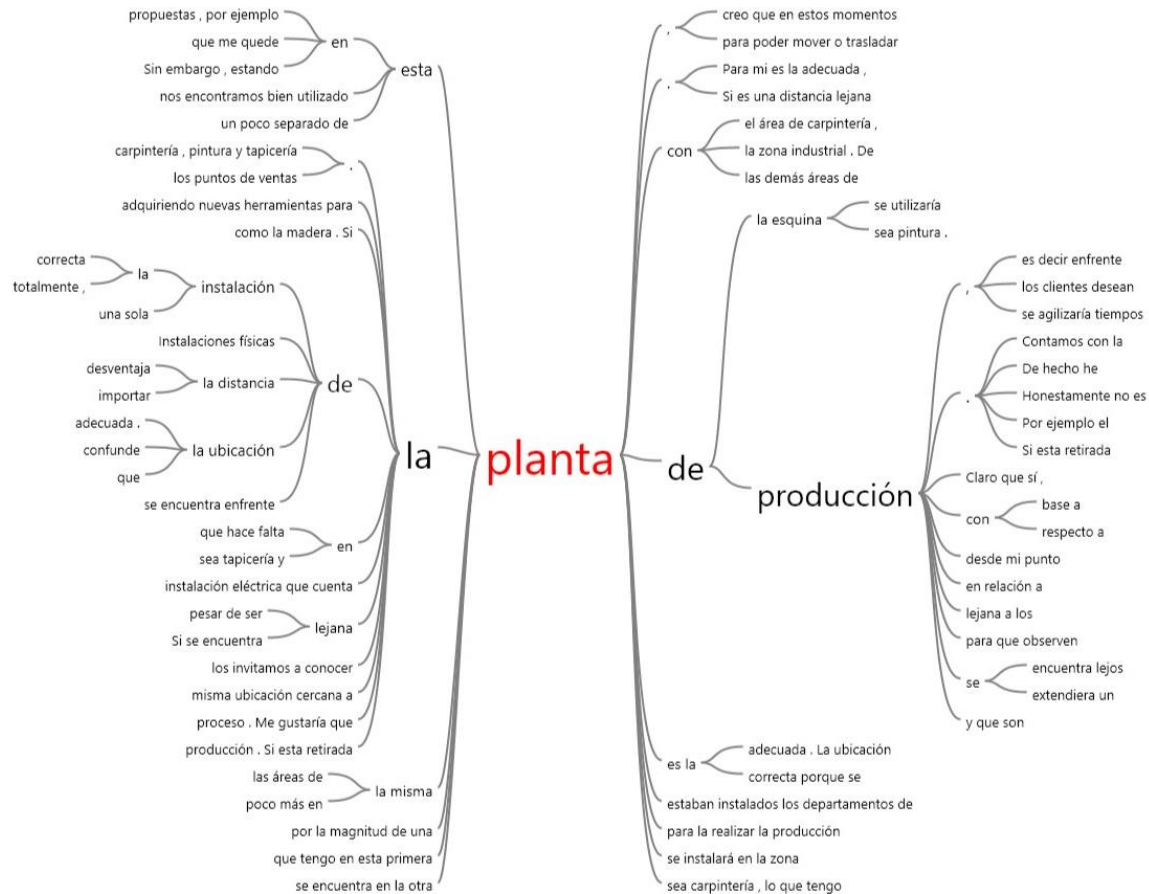 propuestas , por ejemplo
que me quede
en
Sin embargo , estando
esta
nos encontramos bien utilizado
un poco separado de
carpintería , pintura y tapicería
.
los puntos de ventas
adquiriendo nuevas herramientas para
como la madera . Si
correcta
la
totalmente ,
instalación
una sola
Instalaciones físicas
desventaja
la distancia
de
importar
adecuada .
confunde
la ubicación
que
se encuentra enfrente
la
que hace falta
en
sea tapicería y
instalación eléctrica que cuenta
pesar de ser
lejana
Si se encuentra
los invitamos a conocer
misma ubicación cercana a
proceso . Me gustaría que
producción . Si esta retirada
las áreas de
la misma
poco más en
por la magnitud de una
que tengo en esta primera
se encuentra en la otra
planta
,
creo que en estos momentos
para poder mover o trasladar
.
Para mi es la adecuada ,
Si es una distancia lejana
con
el área de carpintería ,
la zona industrial . De
las demás áreas de
de
la esquina
se utilizaría
sea pintura .
producción
,
es decir enfrente
los clientes desean
se agilizaría tiempos
.
Contamos con la
De hecho he
Honestamente no es
Por ejemplo el
Si esta retirada
Claro que sí ,
con
base a
respecto a
desde mi punto
en relación a
lejana a los
para que observen
se
encuentra lejos
extendiera un
y que son
es la
adecuada . La ubicación
correcta porque se
estaban instalados los departamentos de
para la realizar la producción
se instalará en la zona
sea carpintería , lo que tengo